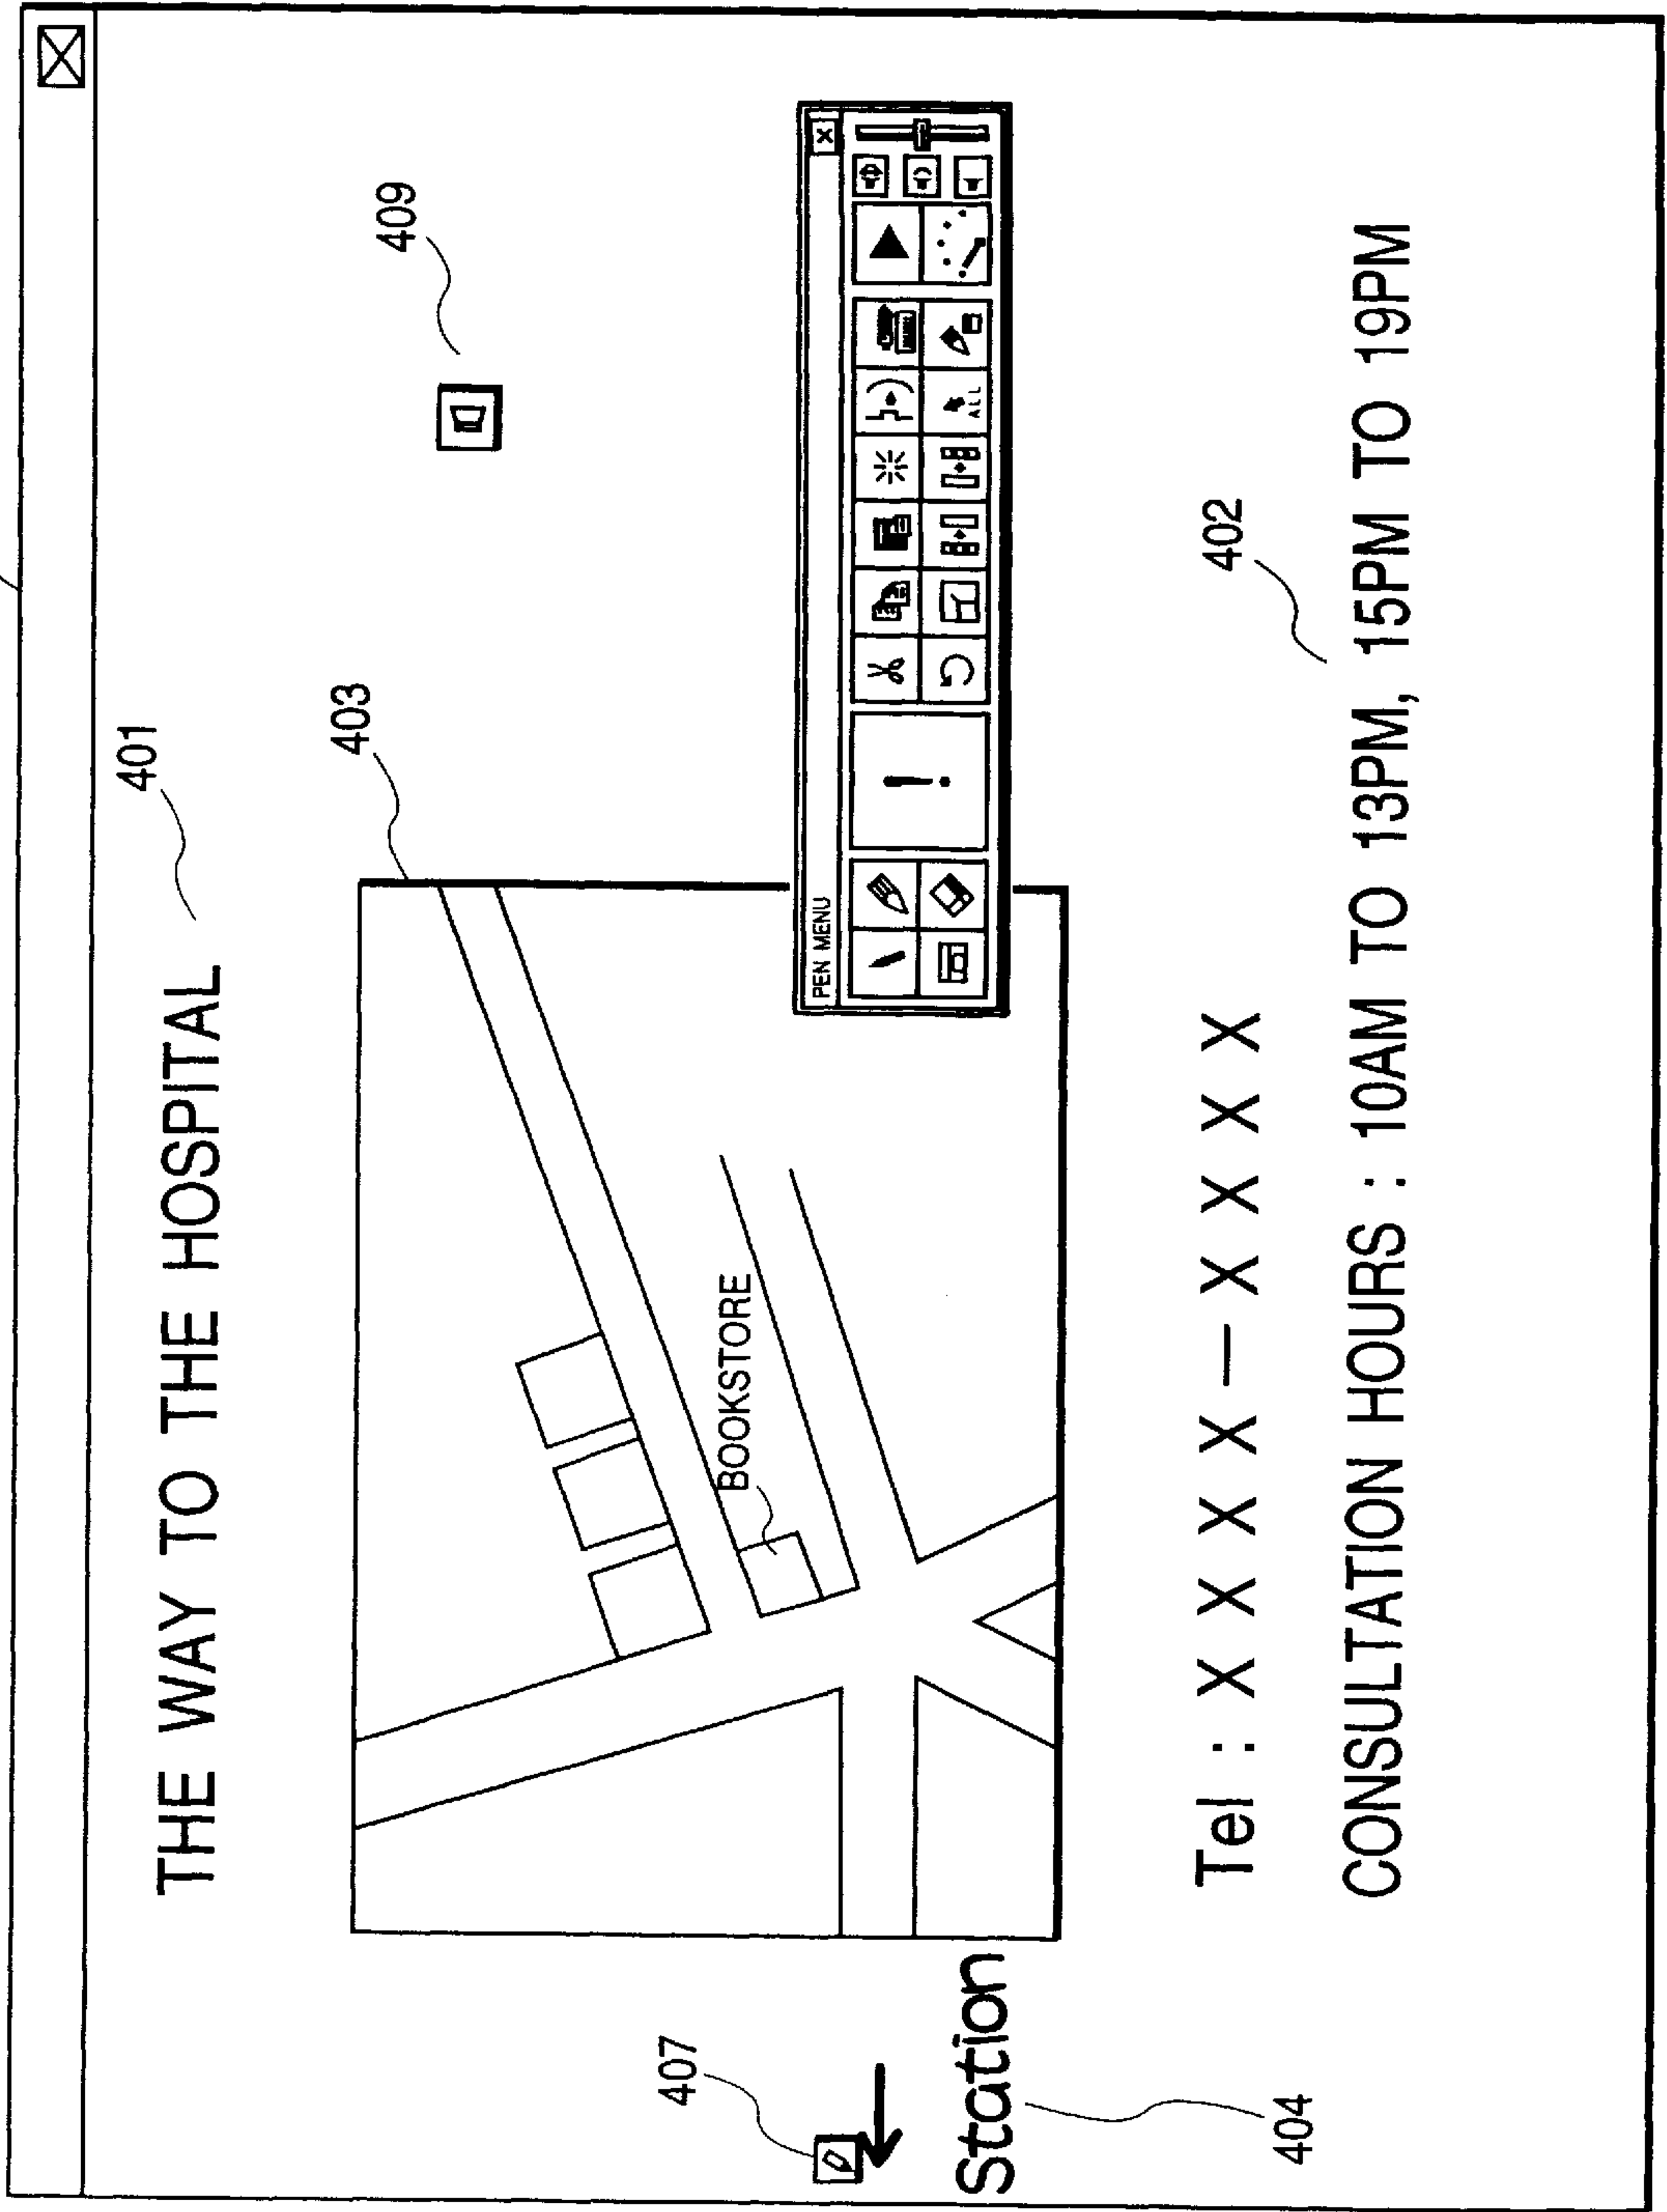 THE WAY TO THE HOSPITAL
401
403
409
BOOKSTORE
PEN MENU
ALL
407
Station
404
Tel : X X X X X – X X X X
402
CONSULTATION HOURS : 10AM TO 13PM, 15PM TO 19PM